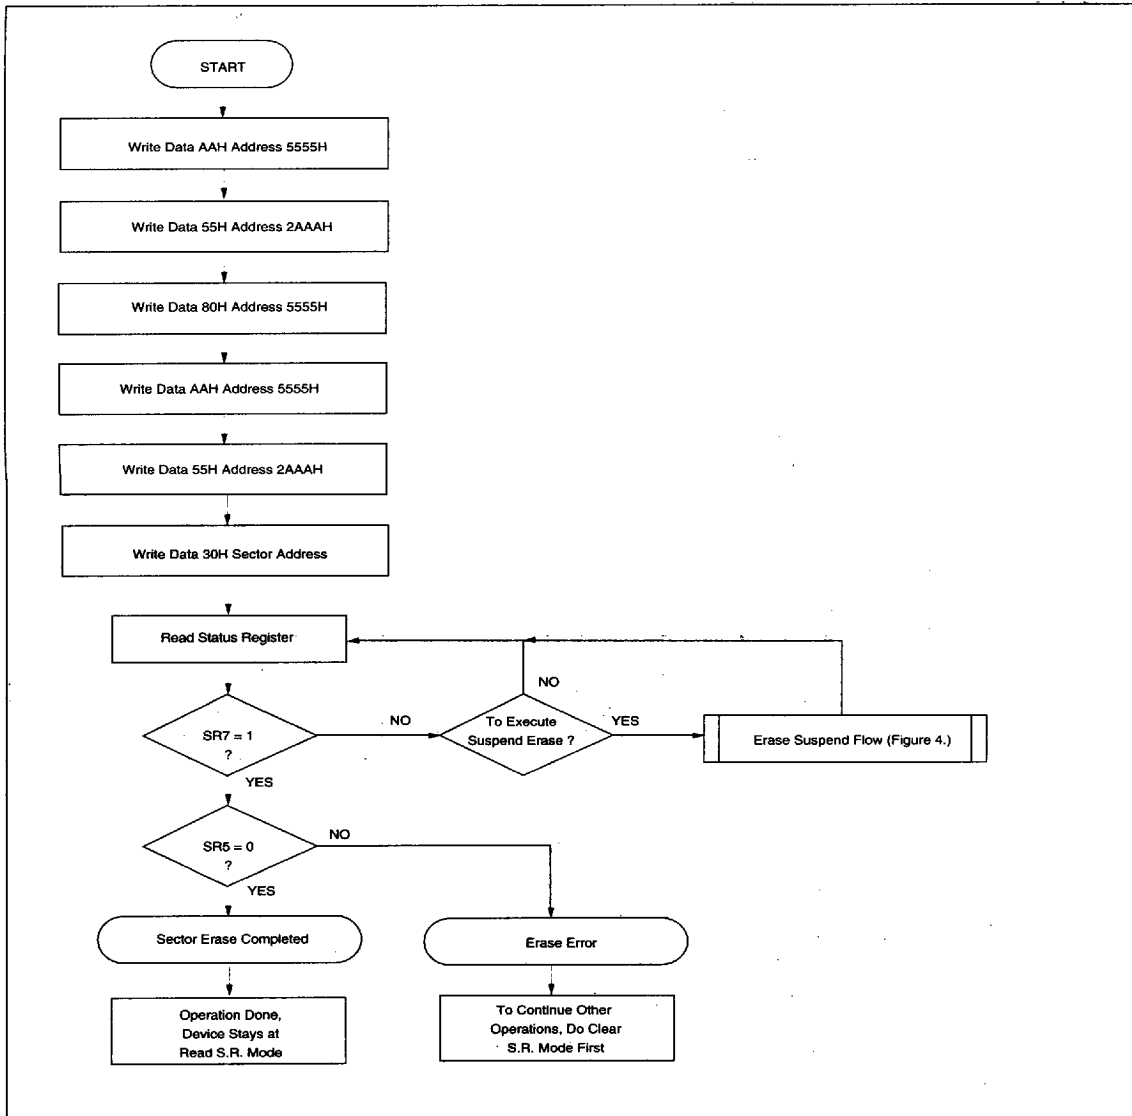 START
Write Data AAH Address 5555H
Write Data 55H Address 2AAAH
Write Data 80H Address 5555H
Write Data AAH Address 5555H
Write Data 55H Address 2AAAH
Write Data 30H Sector Address
Read Status Register
NO
SR7 = 1
?
NO
To Execute
Suspend Erase ?
YES
Erase Suspend Flow (Figure 4.)
YES
SR5 = 0
?
NO
YES
Sector Erase Completed
Erase Error
Operation Done,
Device Stays at
Read S.R. Mode
To Continue Other
Operations, Do Clear
S.R. Mode First